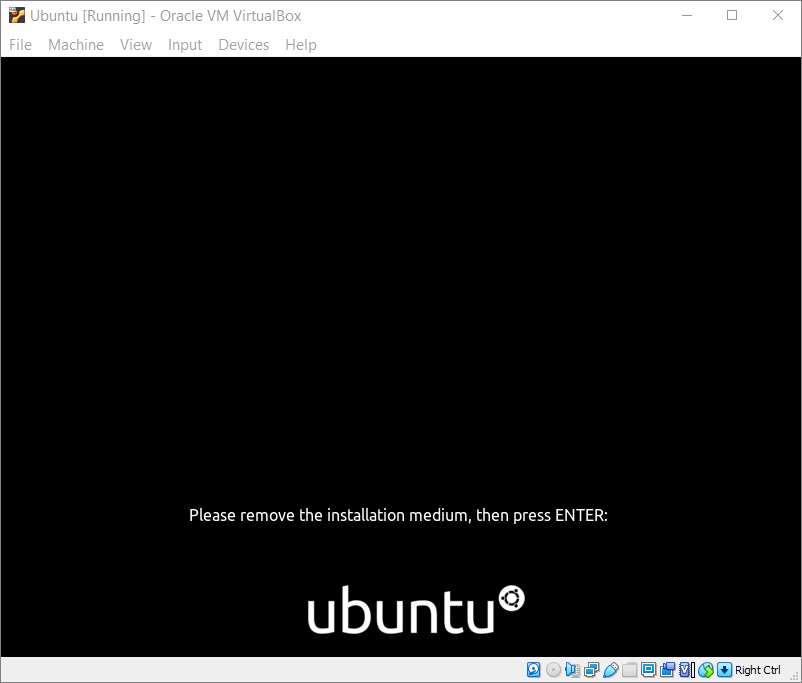 Ubuntu [Running] - Oracle VM VirtualBox
File Machine View Input Devices Help
Please remove the installation medium, then press ENTER:
ubuntu
Right Ctrl